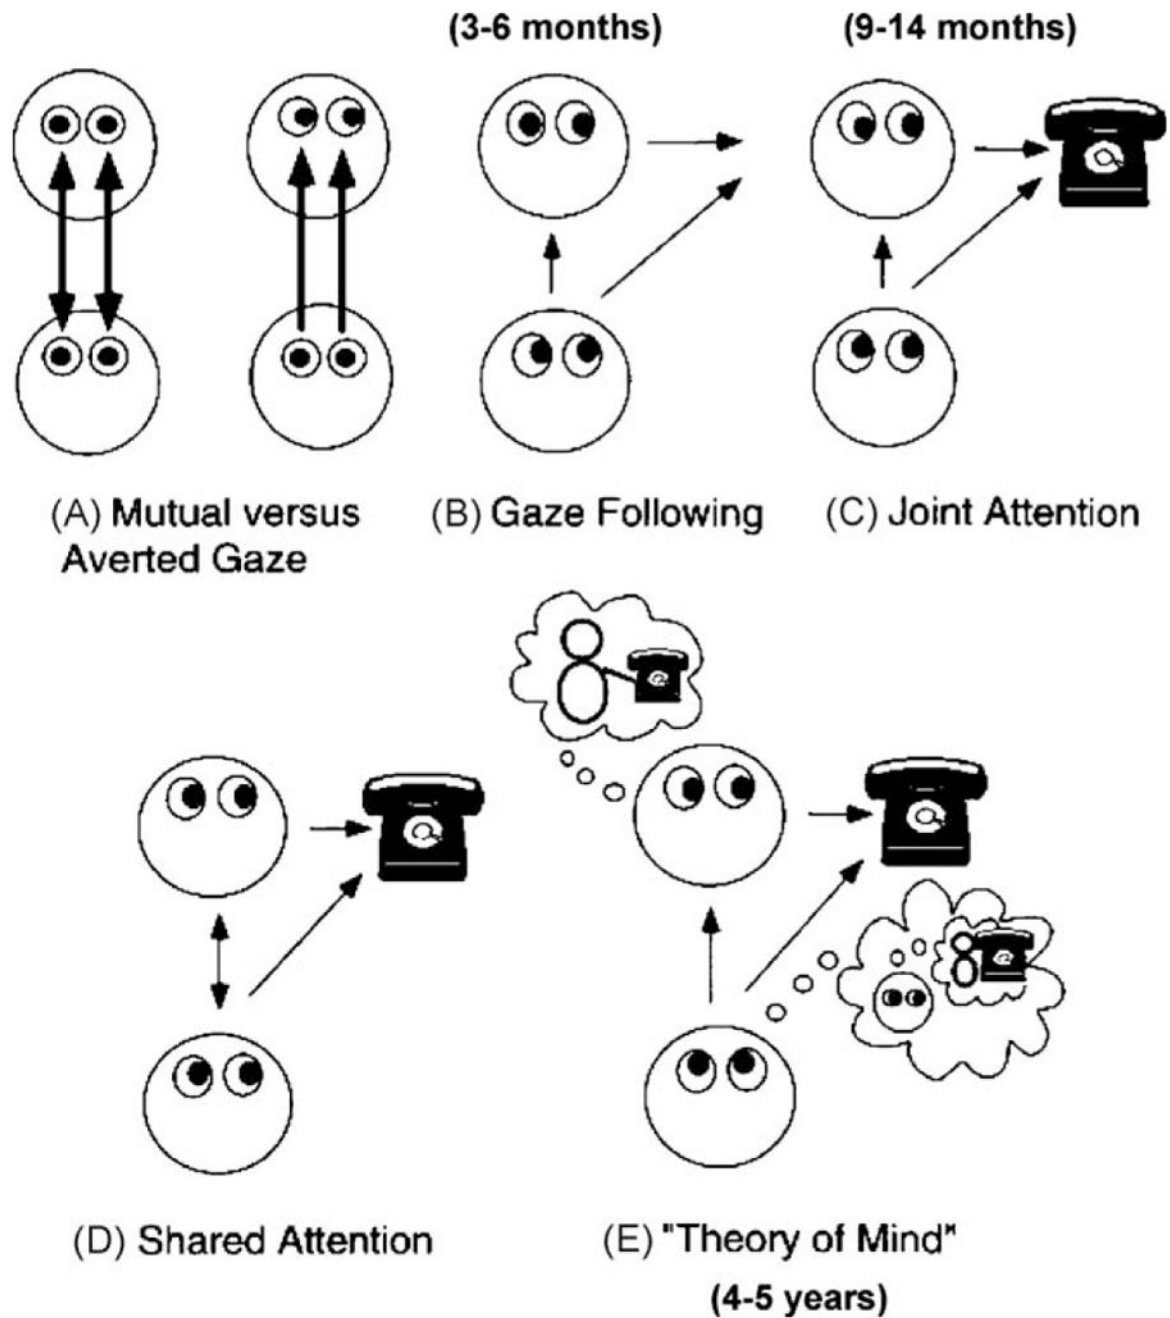 (3-6 months)
(9-14 months)
(A) Mutual versus
Averted Gaze
(B) Gaze Following
(C) Joint Attention
(D) Shared Attention
(E) "Theory of Mind"
(4-5 years)